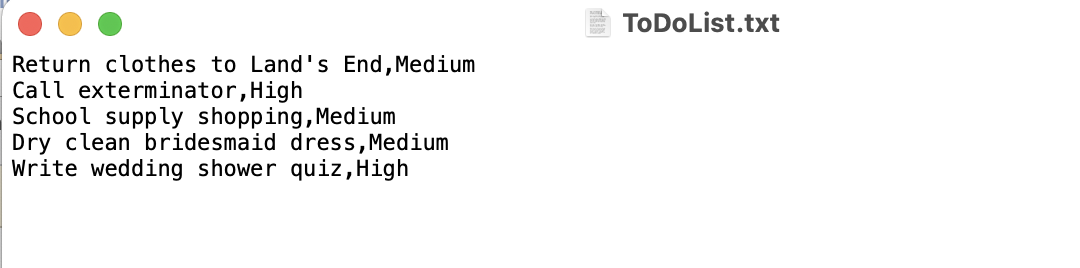 ToDoList.txt
Return clothes to Land's End,Medium
Call exterminator,High
School supply shopping,Medium
Dry clean bridesmaid dress,Medium
Write wedding shower quiz,High